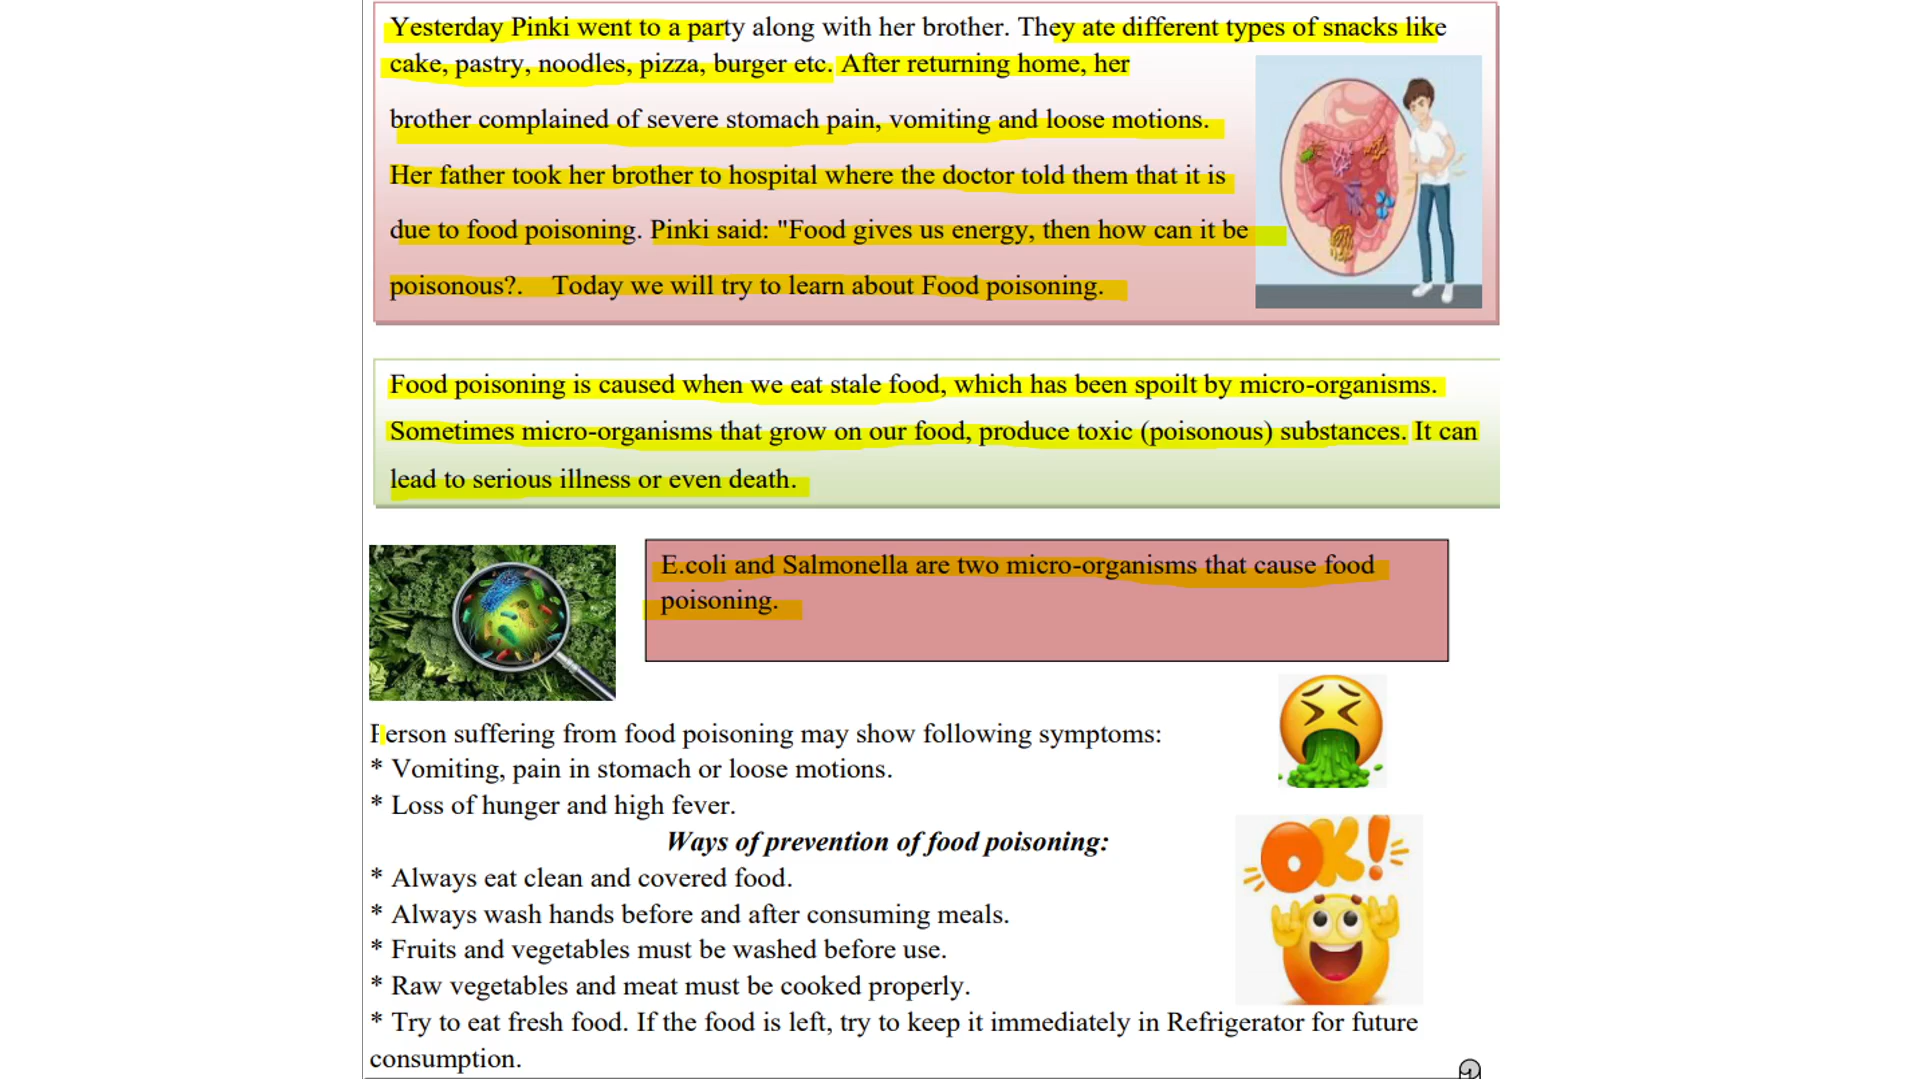 Yesterday Pinki went to a party along with her brother. They ate different types of snacks like
cake, pastry, noodles, pizza, burger etc. After returning home, her
brother complained of severe stomach pain, vomiting and loose motions.
Her father took her brother to hospital where the doctor told them that it is
due to food poisoning. Pinki said: "Food gives us energy, then how can it be
poisonous?. Today we will try to learn about Food poisoning.
Food poisoning is caused when we eat stale food, which has been spoilt by micro-organisms.
Sometimes micro-organisms that grow on our food, produce toxic (poisonous) substances. It can
lead to serious illness or even death.
E.coli and Salmonella are two micro-organisms that cause food
poisoning.
Person suffering from food poisoning may show following symptoms:
* Vomiting, pain in stomach or loose motions.
* Loss of hunger and high fever.
Ways of prevention of food poisoning:
* Always eat clean and covered food.
OK!
* Always wash hands before and after consuming meals.
* Fruits and vegetables must be washed before use.
* Raw vegetables and meat must be cooked properly.
* Try to eat fresh food. If the food is left, try to keep it immediately in Refrigerator for future
consumption.